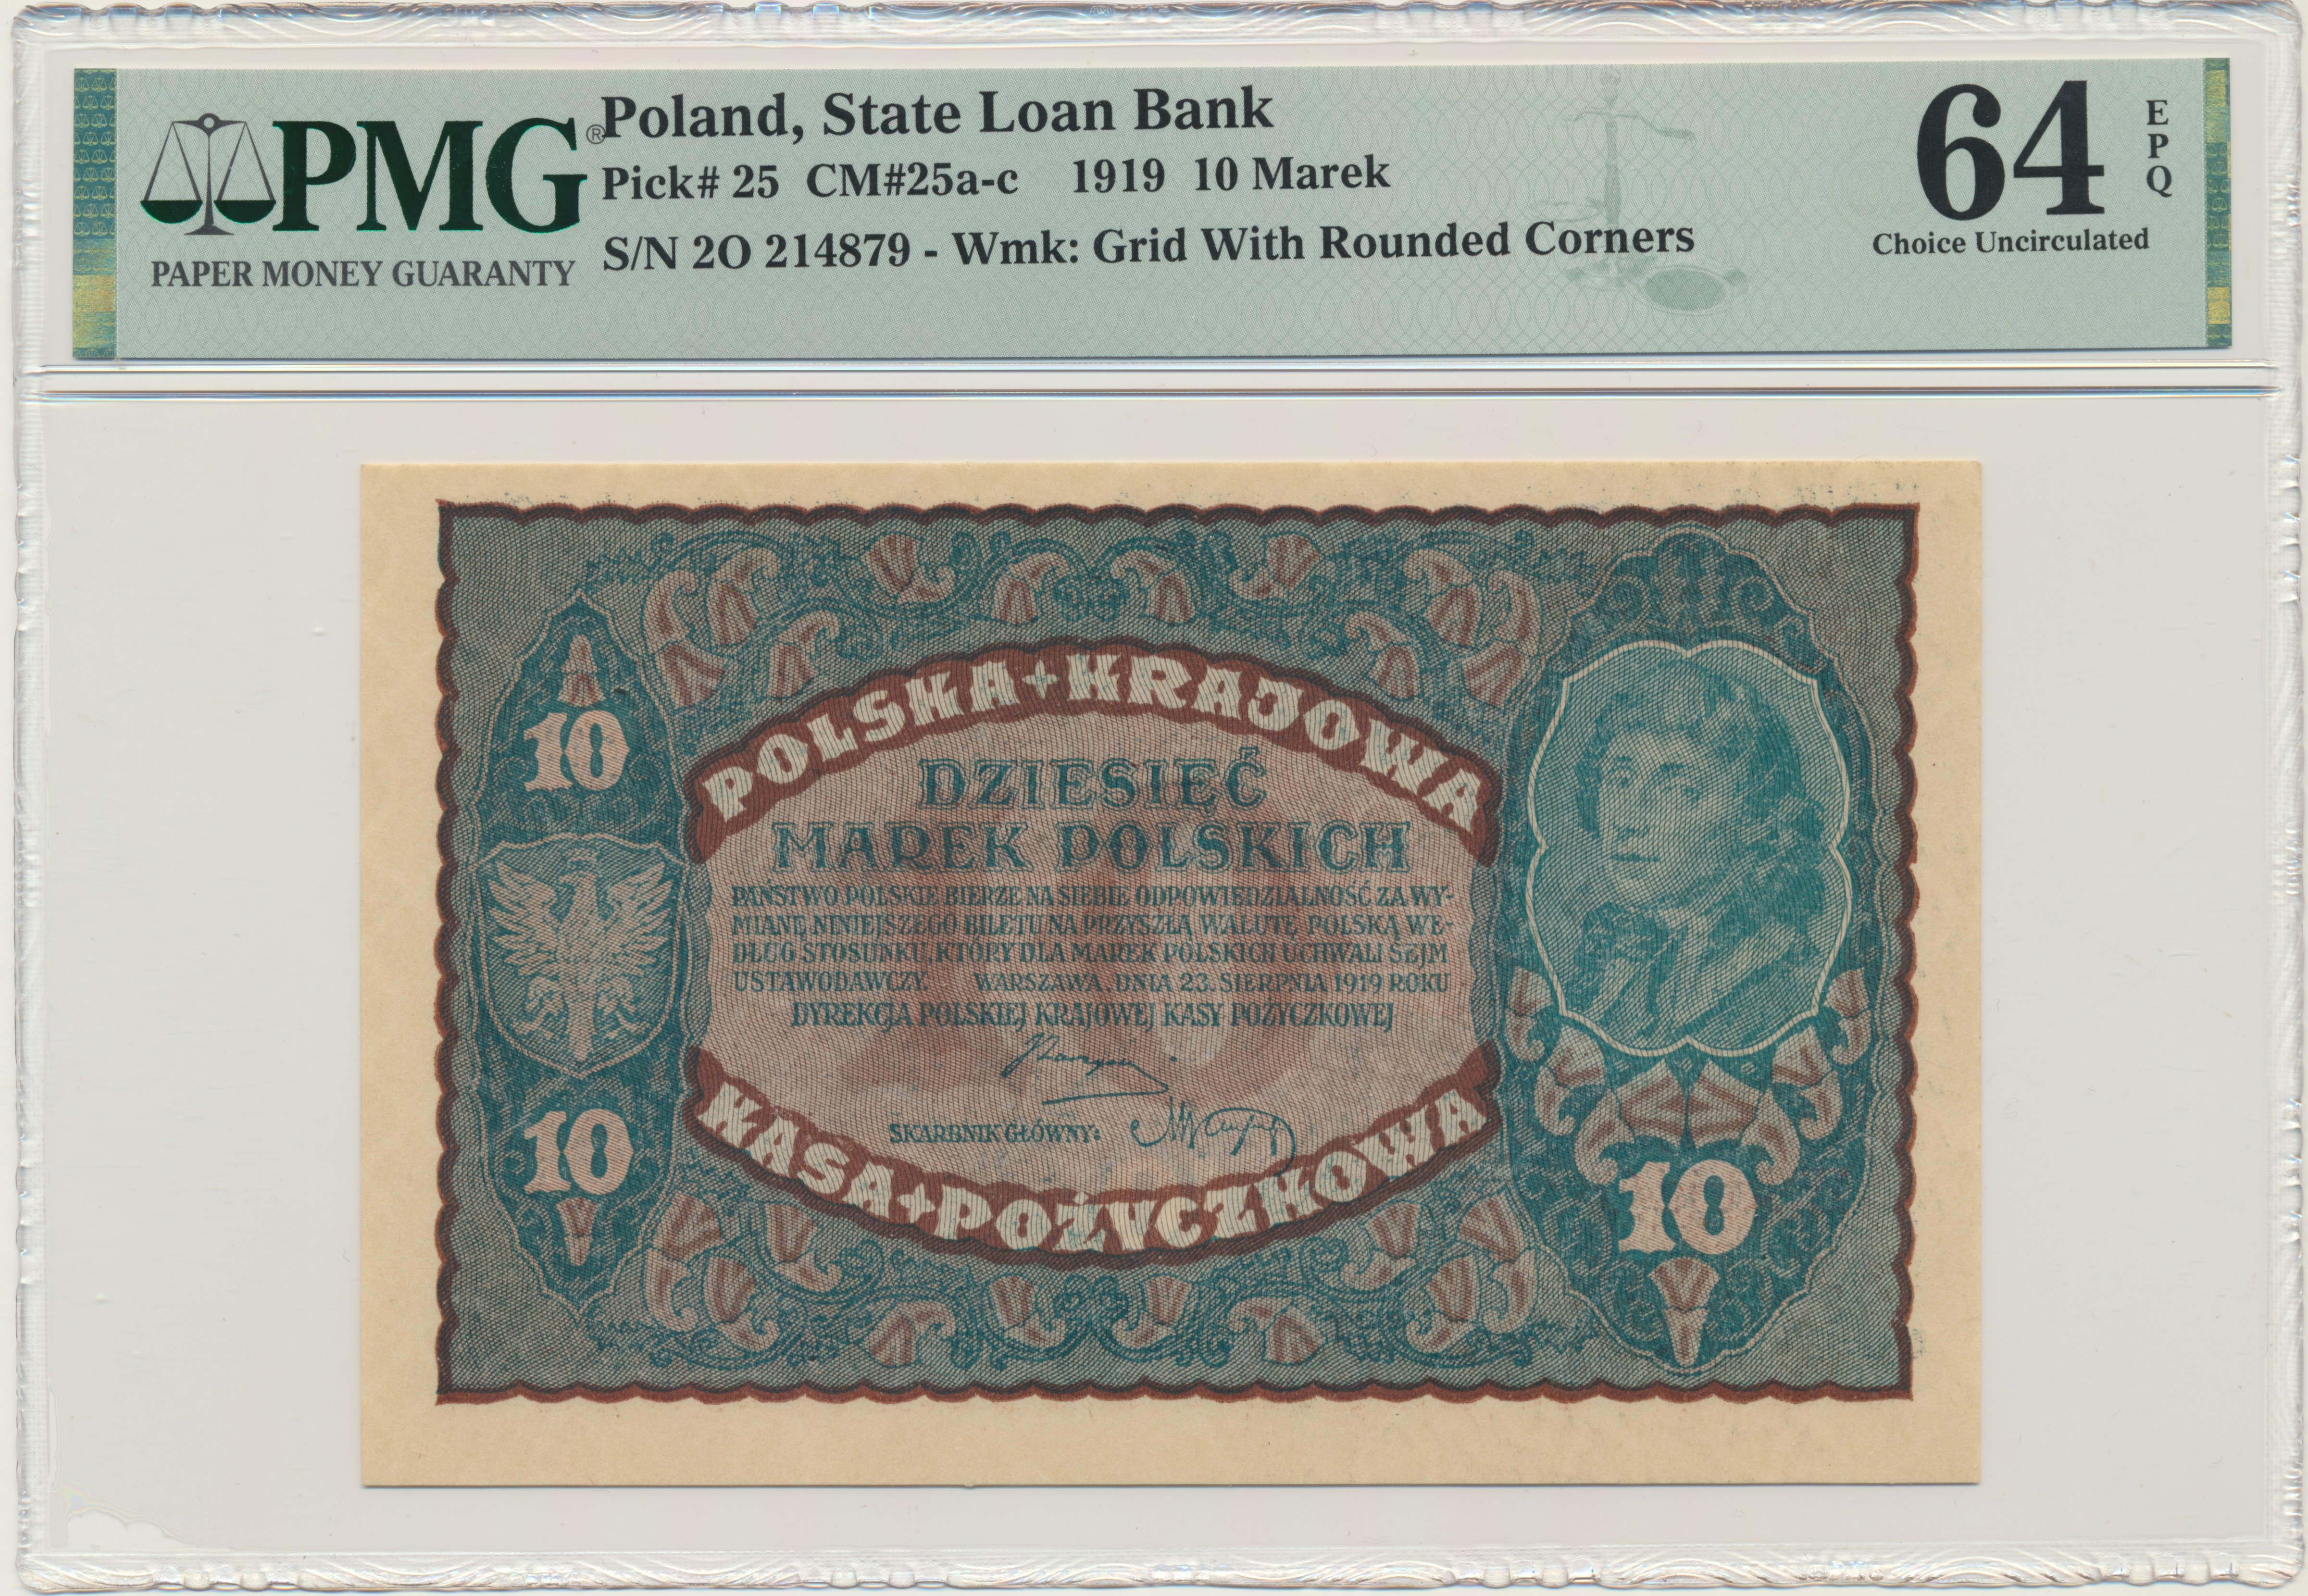 PMG®
PAPER MONEY GUARANTY
Poland, State Loan Bank
Pick# 25 CM#25a-c 1919 10 Marek
S/N 2O 214879 - Wmk: Grid With Rounded Corners
64 EPQ
Choice Uncirculated
POLSKA + KRAJOWA
10
DZIESIĘĆ
MAREK POLSKICH
PAŃSTWO POLSKIE BIERZE NA SIEBIE ODPOWIEDZIALNOŚĆ ZA WY-
MIANĘ NINIEJSZEGO BILETU NA PRZYSZŁĄ WALUTĘ POLSKĄ WE-
DŁUG STOSUNKU, KTÓRY DLA MAREK POLSKICH UCHWALI SEJM
USTAWODAWCZY. WARSZAWA, DNIA 23. SIERPNIA 1919 ROKU
DYREKCJA POLSKIEJ KRAJOWEJ KASY POŻYCZKOWEJ
SKARBNIK GŁÓWNY:
10
10
KASA + POŻYCZKOWA